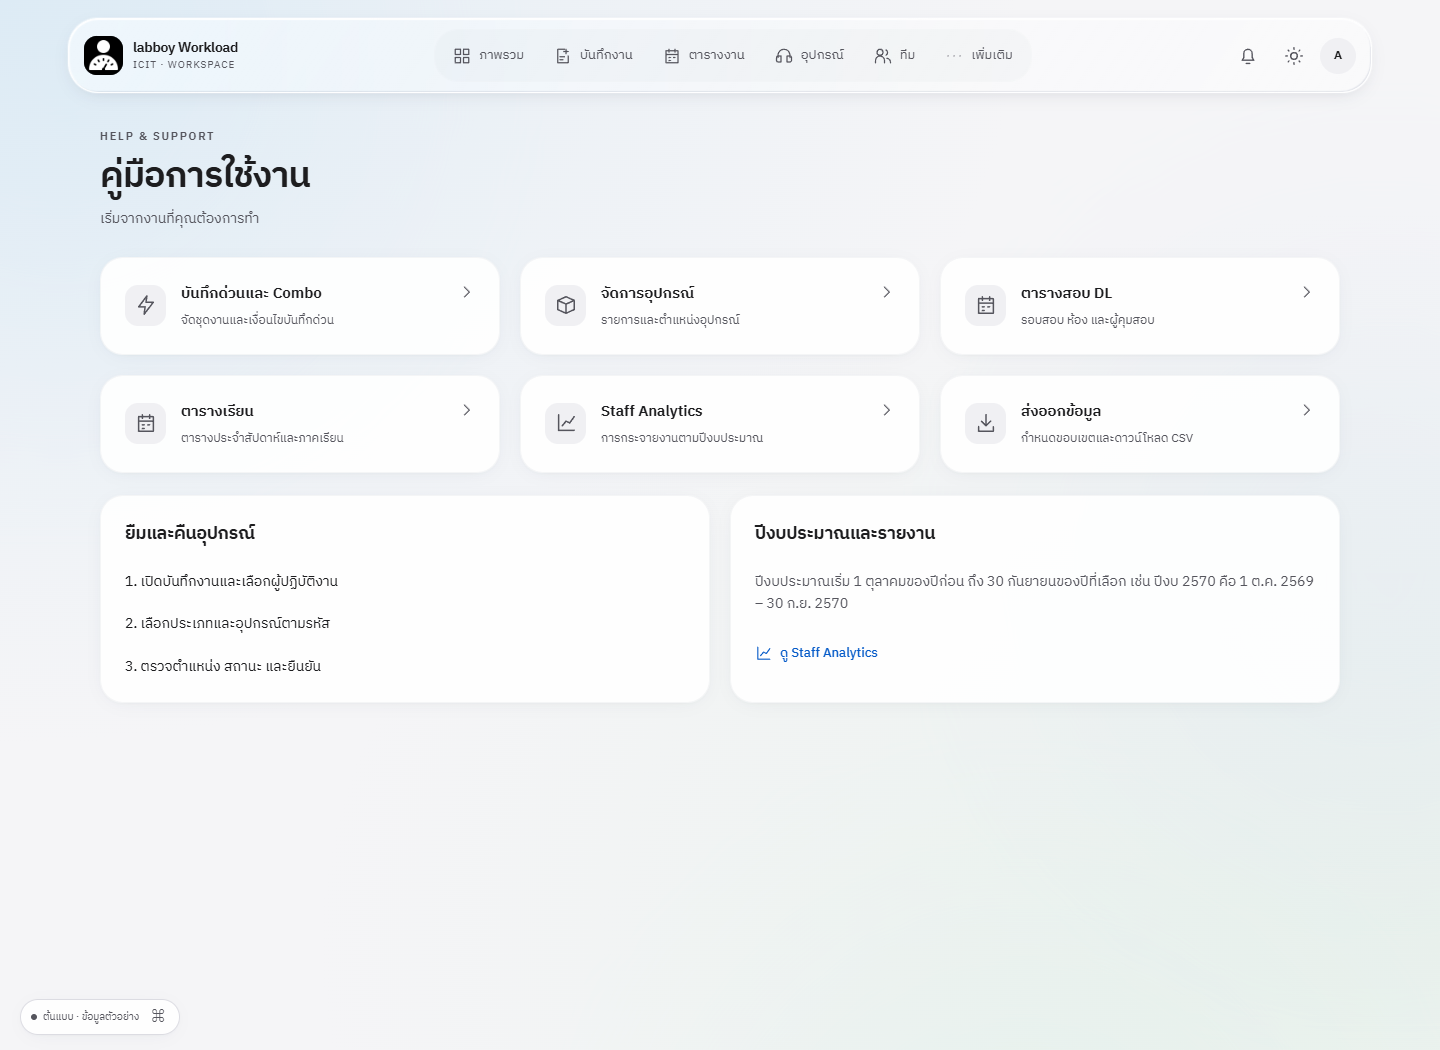 labboy Workload
ICIT · WORKSPACE
ภาพรวม
บันทึกงาน
ตารางงาน
อุปกรณ์
ทีม
เพิ่มเติม
A
HELP & SUPPORT
คู่มือการใช้งาน
เริ่มจากงานที่คุณต้องการทำ
บันทึกด่วนและ Combo
จัดชุดงานและเงื่อนไขบันทึกด่วน
จัดการอุปกรณ์
รายการและตำแหน่งอุปกรณ์
ตารางสอบ DL
รอบสอบ ห้อง และผู้คุมสอบ
ตารางเรียน
ตารางประจำสัปดาห์และภาคเรียน
Staff Analytics
การกระจายงานตามปีงบประมาณ
ส่งออกข้อมูล
กำหนดขอบเขตและดาวน์โหลด CSV
ยืมและคืนอุปกรณ์
1. เปิดบันทึกงานและเลือกผู้ปฏิบัติงาน
2. เลือกประเภทและอุปกรณ์ตามรหัส
3. ตรวจตำแหน่ง สถานะ และยืนยัน
ปีงบประมาณและรายงาน
ปีงบประมาณเริ่ม 1 ตุลาคมของปีก่อน ถึง 30 กันยายนของปีที่เลือก เช่น ปีงบ 2570 คือ 1 ต.ค. 2569
– 30 ก.ย. 2570
ดู Staff Analytics
ต้นแบบ · ข้อมูลตัวอย่าง ⌘